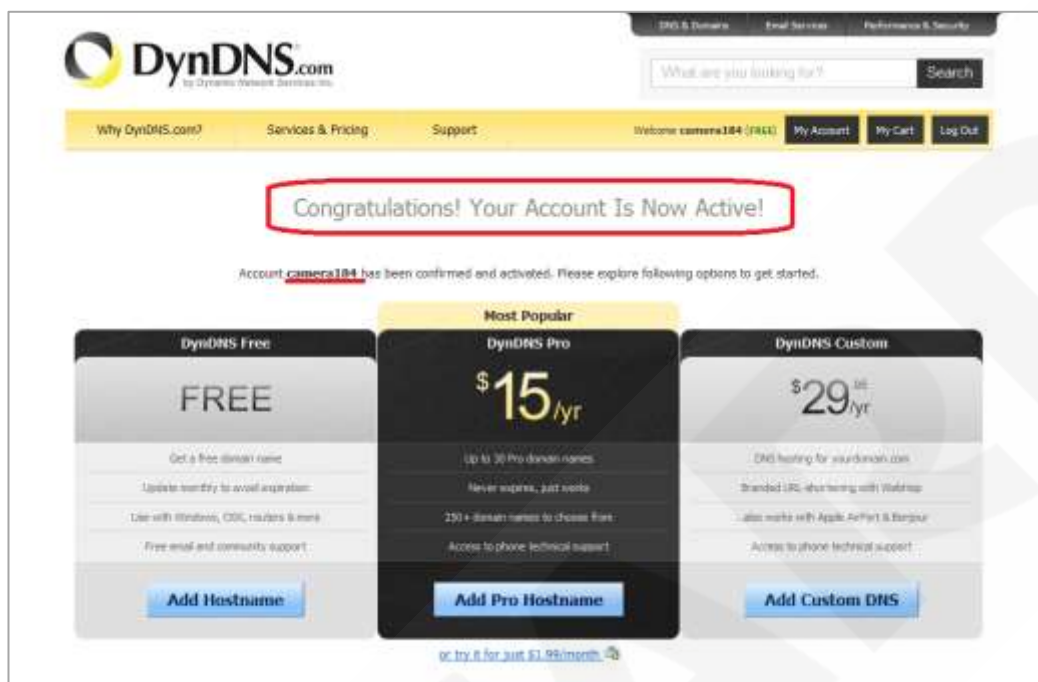 DNS & Domains Email Services Performance & Security
DynDNS.com
by Dynamic Network Services Inc.
What are you looking for? Search
Why DynDNS.com? Services & Pricing Support Welcome camera184 (FREE) My Account My Cart Log Out
Congratulations! Your Account Is Now Active!
Account camera184 has been confirmed and activated. Please explore following options to get started.
Most Popular
DynDNS Free DynDNS Pro DynDNS Custom
FREE $15/yr $29 /yr
Get a free domain name Up to 30 Pro domain names DNS hosting for yourdomain.com
Update monthly to avoid expiration Never expires, just works Branded URL-shortening with WebHop
Use with Windows, OSX, routers & more 250+ domain names to choose from also works with Apple AirPort & Bonjour
Free email and community support Access to phone technical support Access to phone technical support
Add Hostname Add Pro Hostname Add Custom DNS
or try it for just $1.99/month